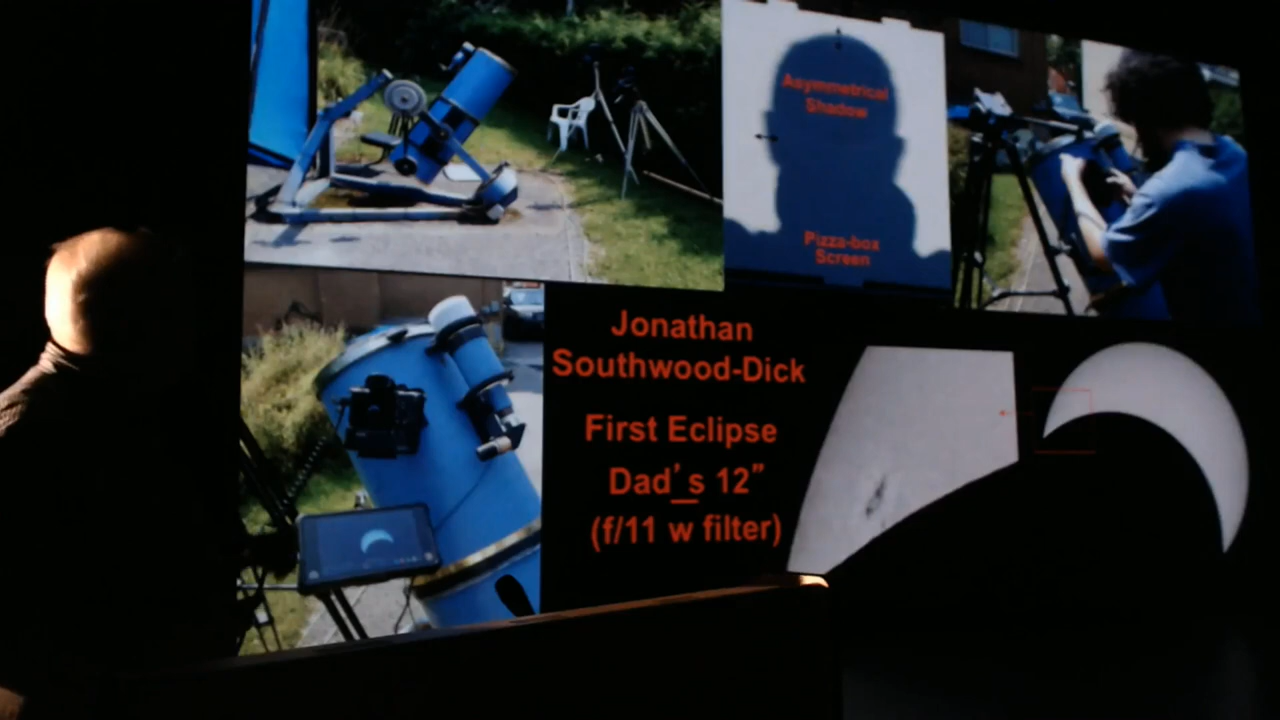 Asymmetrical
Shadow
Pizza-box
Screen
Jonathan
Southwood-Dick
First Eclipse
Dad's 12"
(f/11 w filter)